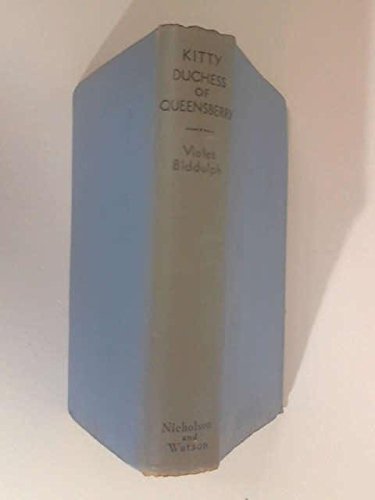 KITTY
DUCHESS
OF
QUEENSBERRY
Violet
Biddulph
Nicholson
and
Watson